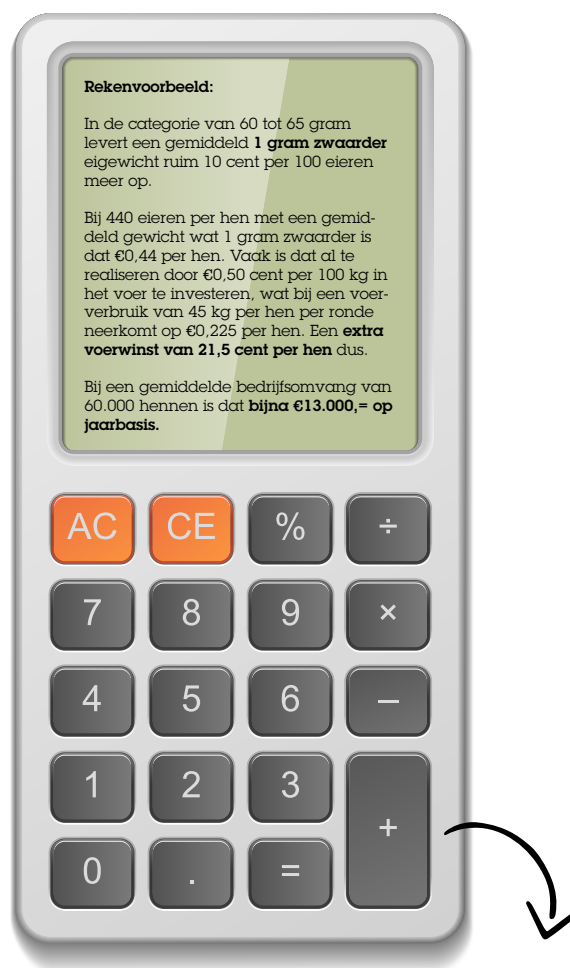 Rekenvoorbeeld:
In de categorie van 60 tot 65 gram
levert een gemiddeld 1 gram zwaarder
eigewicht ruim 10 cent per 100 eieren
meer op.
Bij 440 eieren per hen met een gemid-
deld gewicht wat 1 gram zwaarder is
dat €0,44 per hen. Vaak is dat al te
realiseren door €0,50 cent per 100 kg in
het voer te investeren, wat bij een voer-
verbruik van 45 kg per hen per ronde
neerkomt op €0,225 per hen. Een extra
voerwinst van 21,5 cent per hen dus.
Bij een gemiddelde bedrijfsomvang van
60.000 hennen is dat bijna €13.000,= op
jaarbasis.
AC CE % ÷
7 8 9 ×
4 5 6 –
1 2 3 +
0 . =